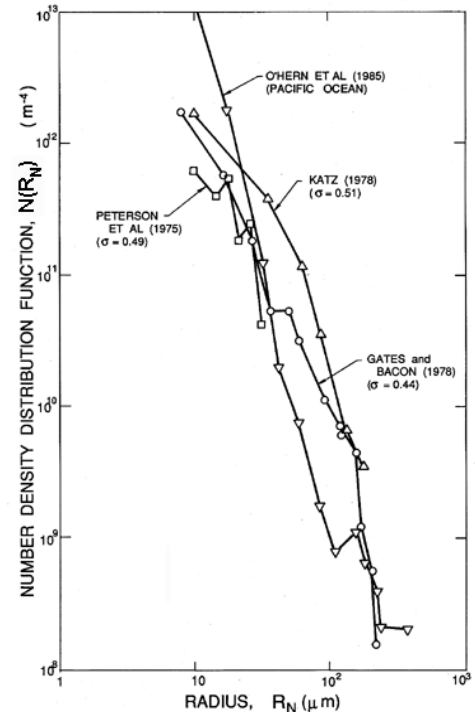 10¹³
10¹²
10¹¹
10¹⁰
10⁹
10⁸
NUMBER DENSITY DISTRIBUTION FUNCTION, N(R_N) (m⁻⁴)
O'HERN ET AL (1985)
(PACIFIC OCEAN)
KATZ (1978)
(σ = 0.51)
PETERSON
ET AL (1975)
(σ = 0.49)
GATES and
BACON (1978)
(σ = 0.44)
1 10 10² 10³
RADIUS, R_N (μm)